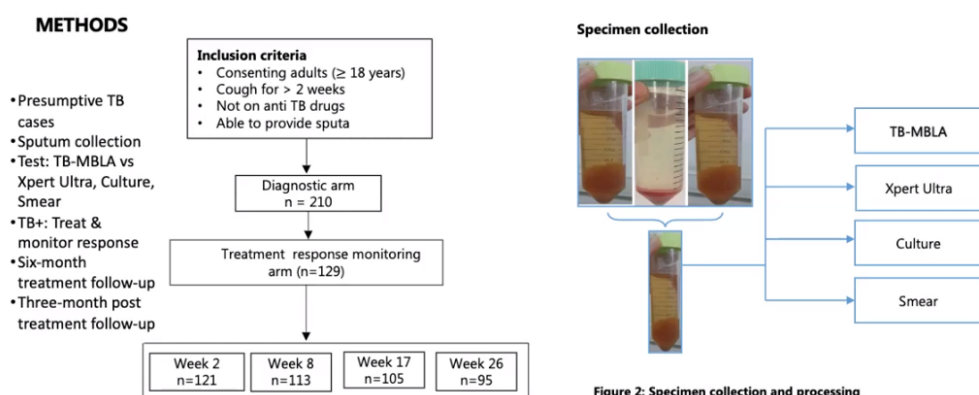 METHODS
•Presumptive TB
cases
•Sputum collection
•Test: TB-MBLA vs
Xpert Ultra, Culture,
Smear
•TB+: Treat &
monitor response
•Six-month
treatment follow-up
•Three-month post
treatment follow-up
Inclusion criteria
• Consenting adults (≥ 18 years)
• Cough for > 2 weeks
• Not on anti TB drugs
• Able to provide sputa
Diagnostic arm
n = 210
Treatment response monitoring
arm (n=129)
Week 2
n=121
Week 8
n=113
Week 17
n=105
Week 26
n=95
Specimen collection
TB-MBLA
Xpert Ultra
Culture
Smear
Figure 2: Specimen collection and processing